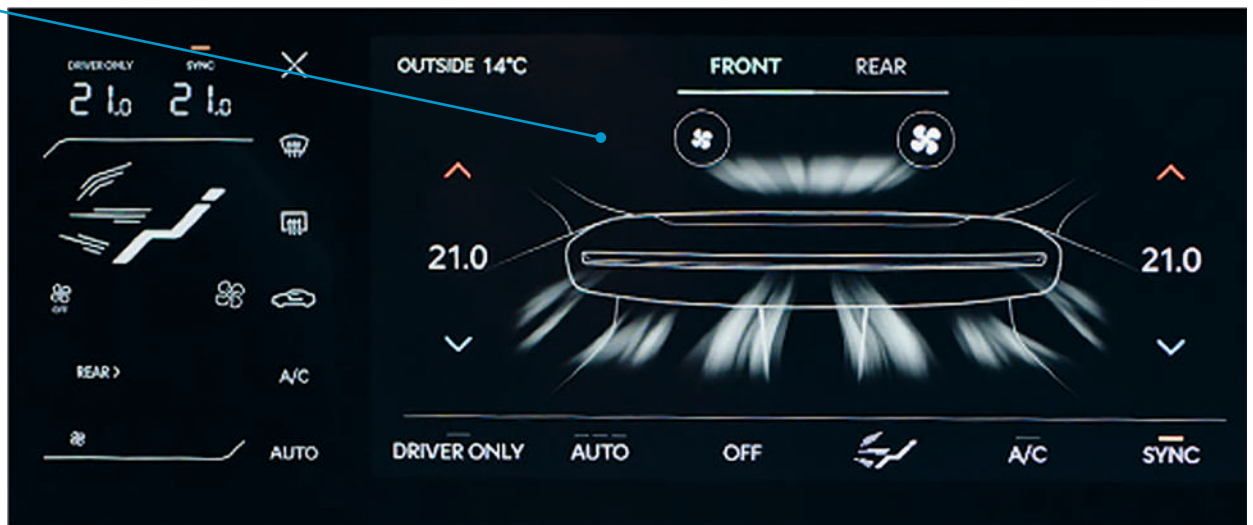 DRIVER ONLY SYNC
21.0 21.0
OFF
REAR >
A/C
AUTO
OUTSIDE 14°C
FRONT REAR
21.0 21.0
DRIVER ONLY AUTO OFF A/C SYNC